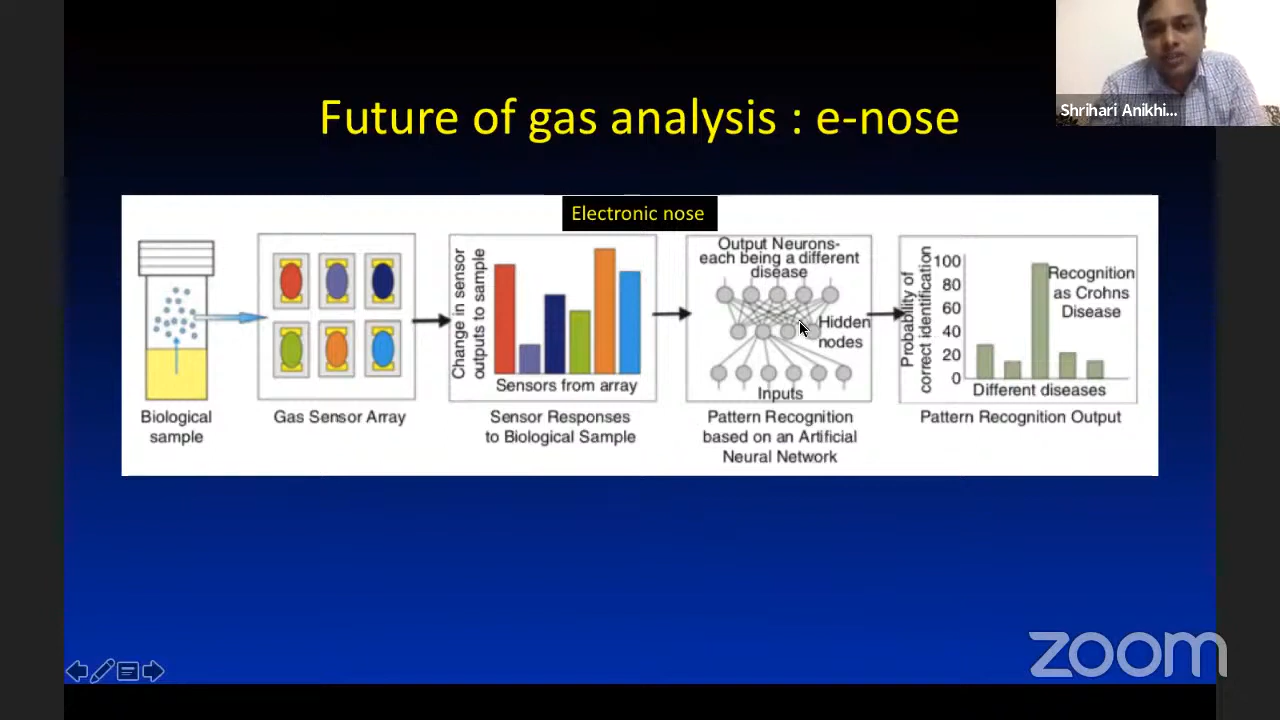 Shrihari Anikhi...
Future of gas analysis : e-nose
Electronic nose
Biological
sample
Gas Sensor Array
Change in sensor
outputs to sample
Sensors from array
Sensor Responses
to Biological Sample
Output Neurons-
each being a different
disease
Hidden
nodes
Inputs
Pattern Recognition
based on an Artificial
Neural Network
Probability of
correct identification
100
80
60
40
20
0
Recognition
as Crohns
Disease
Different diseases
Pattern Recognition Output
zoom